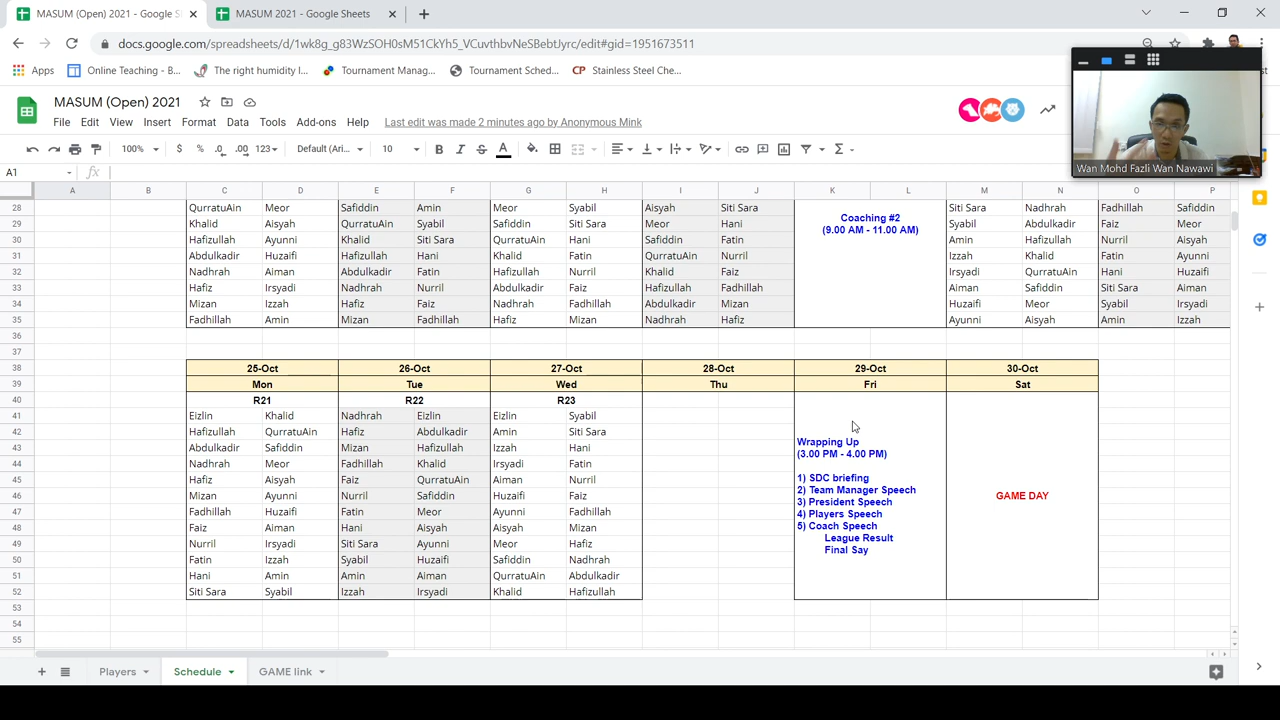 MASUM (Open) 2021 - Google S
MASUM 2021 - Google Sheets
docs.google.com/spreadsheets/d/1wk8g_g83WzSOH0sM51CkYh5_VCuvthbvNeSBebtJyrc/edit#gid=1951673511
Apps Online Teaching - B... The right humidity l... Tournament Manag... Tournament Sched... CP Stainless Steel Che...
MASUM (Open) 2021
File Edit View Insert Format Data Help Last edit was made 2 minutes ago by Anonymous Mink
100% $ % .0 .00 123 Default (Ari... 10 B I S A
Wan Mohd Fazli Wan Nawawi
A1 fx
A B C D E F G H I J K L M N O P
28 QurratuAin Meor Safiddin Amin Meor Syabil Aisyah Siti Sara Coaching #2 Siti Sara Nadhrah Fadhillah Safiddin
29 Khalid Aisyah QurratuAin Syabil Safiddin Siti Sara Meor Hani (9.00 AM - 11.00 AM) Syabil Abdulkadir Faiz Meor
30 Hafizullah Ayunni Khalid Siti Sara QurratuAin Hani Safiddin Fatin Amin Hafizullah Nurril Aisyah
31 Abdulkadir Huzaifi Hafizullah Hani Khalid Fatin QurratuAin Nurril Izzah Khalid Fatin Ayunni
32 Nadhrah Aiman Abdulkadir Fatin Hafizullah Nurril Khalid Faiz Irsyadi QurratuAin Hani Huzaifi
33 Hafiz Irsyadi Nadhrah Nurril Abdulkadir Faiz Hafizullah Fadhillah Aiman Safiddin Siti Sara Aiman
34 Mizan Izzah Hafiz Faiz Nadhrah Fadhillah Abdulkadir Mizan Huzaifi Meor Syabil Irsyadi
35 Fadhillah Amin Mizan Fadhillah Hafiz Mizan Nadhrah Hafiz Ayunni Aisyah Amin Izzah
36
37
38 25-Oct 26-Oct 27-Oct 28-Oct 29-Oct 30-Oct
39 Mon Tue Wed Thu Fri Sat
40 R21 R22 R23
41 Eizlin Khalid Nadhrah Eizlin Eizlin Syabil
42 Hafizullah QurratuAin Hafiz Abdulkadir Amin Siti Sara Wrapping Up
43 Abdulkadir Safiddin Mizan Hafizullah Izzah Hani (3.00 PM - 4.00 PM)
44 Nadhrah Meor Fadhillah Khalid Irsyadi Fatin
45 Hafiz Aisyah Faiz QurratuAin Aiman Nurril 1) SDC briefing
46 Mizan Ayunni Nurril Safiddin Huzaifi Faiz 2) Team Manager Speech GAME DAY
47 Fadhillah Huzaifi Fatin Meor Ayunni Fadhillah 3) President Speech
48 Faiz Aiman Hani Aisyah Aisyah Mizan 4) Players Speech
5) Coach Speech
49 Nurril Irsyadi Siti Sara Ayunni Meor Hafiz League Result
50 Fatin Izzah Syabil Huzaifi Safiddin Nadhrah Final Say
51 Hani Amin Amin Aiman QurratuAin Abdulkadir
52 Siti Sara Syabil Izzah Irsyadi Khalid Hafizullah
53
54
55
Players Schedule GAME link